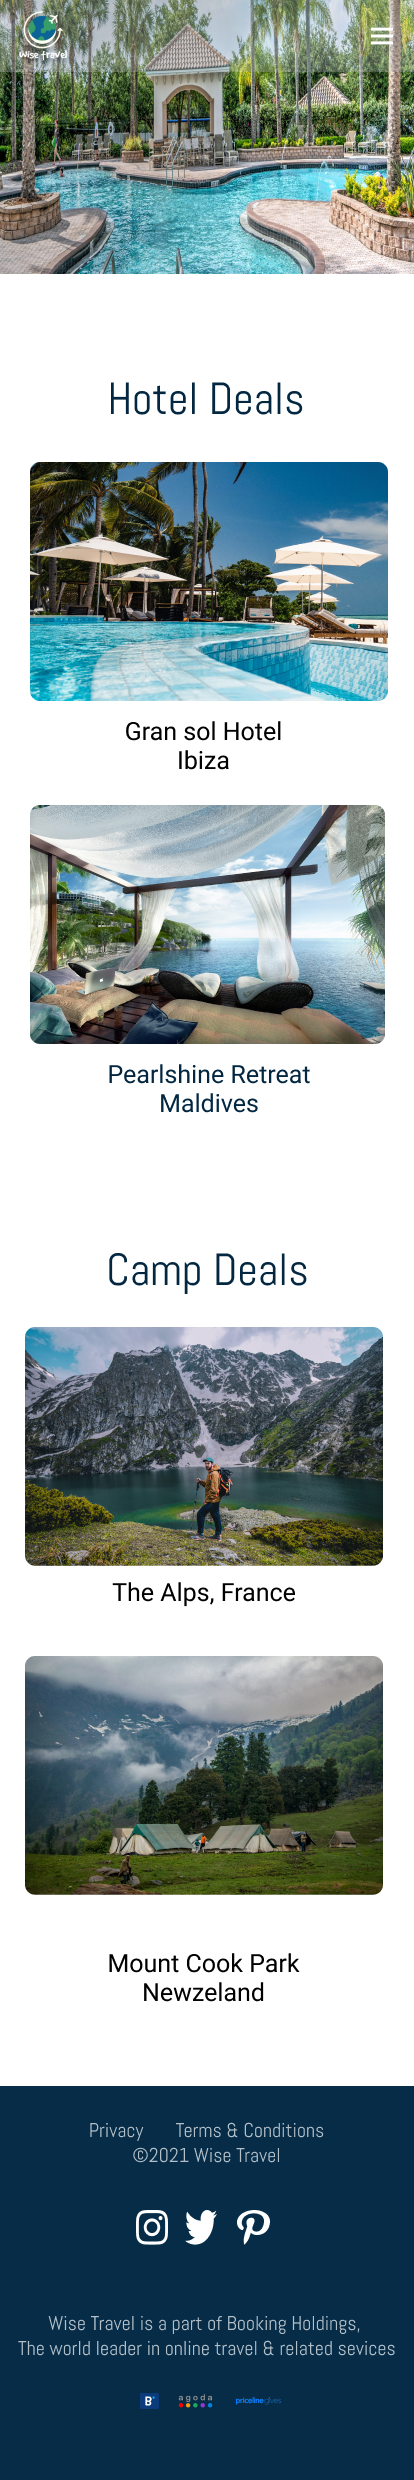 Wise travel
Hotel Deals
Gran sol Hotel
Ibiza
Pearlshine Retreat
Maldives
Camp Deals
The Alps, France
Mount Cook Park
Newzeland
Privacy Terms & Conditions
©2021 Wise Travel
Wise Travel is a part of Booking Holdings,
The world leader in online travel & related sevices
B. agoda pricelinegives